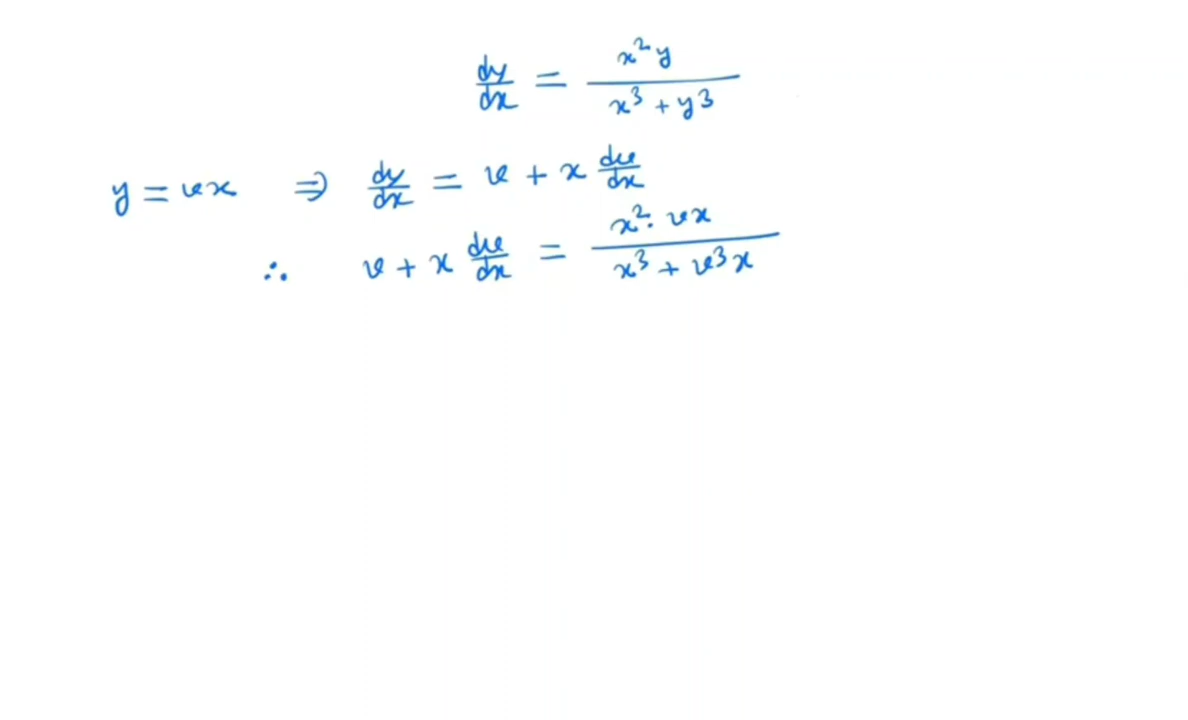 dy/dx = x²y / (x³ + y³)
y = vx ⇒ dy/dx = v + x dv/dx
∴ v + x dv/dx = x²·vx / (x³ + v³x)